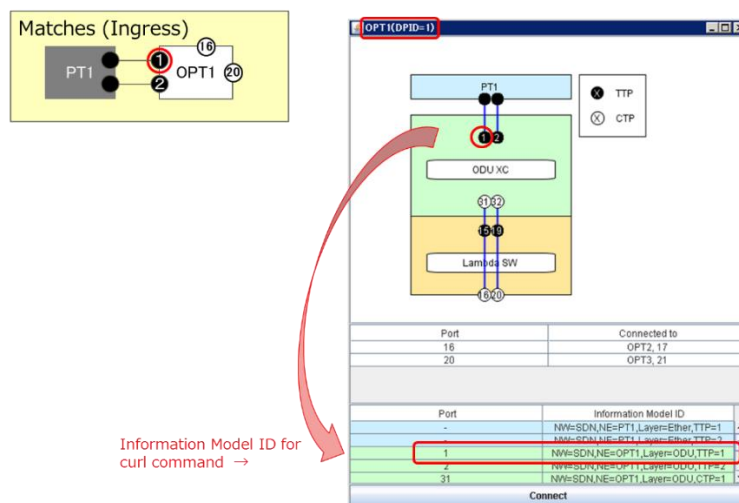 Matches (Ingress)
16
1
PT1
OPT1
20
2
OPT1(DPID=1)
PT1
X TTP
X CTP
1 2
ODU XC
31 32
15 19
Lambda SW
16 20
Port Connected to
16 OPT2, 17
20 OPT3, 21
Port Information Model ID
- NW=SDN,NE=PT1,Layer=Ether,TTP=1
- NW=SDN,NE=PT1,Layer=Ether,TTP=2
1 NW=SDN,NE=OPT1,Layer=ODU,TTP=1
2 NW=SDN,NE=OPT1,Layer=ODU,TTP=2
31 NW=SDN,NE=OPT1,Layer=ODU,CTP=1
Information Model ID for
curl command →
Connect